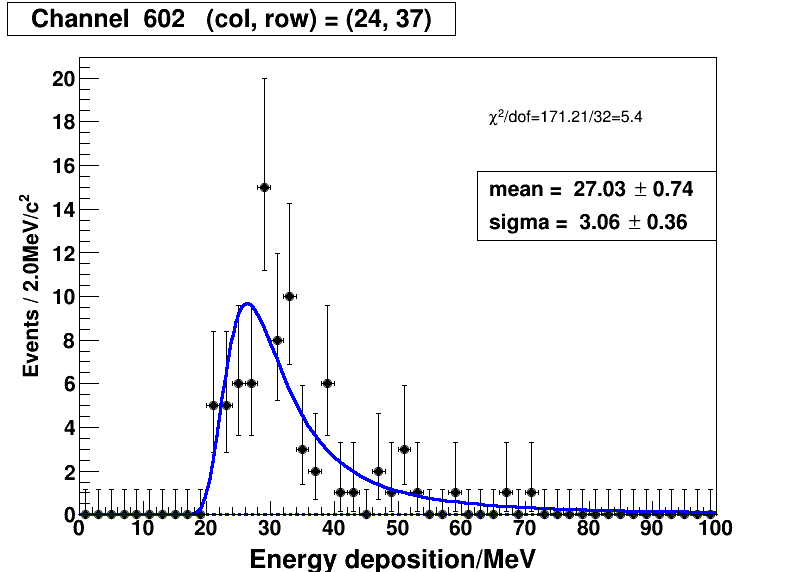 Channel 602 (col, row) = (24, 37)
χ²/dof=171.21/32=5.4
mean = 27.03 ± 0.74
sigma = 3.06 ± 0.36
Events / 2.0MeV/c²
20
18
16
14
12
10
8
6
4
2
0
0 10 20 30 40 50 60 70 80 90 100
Energy deposition/MeV